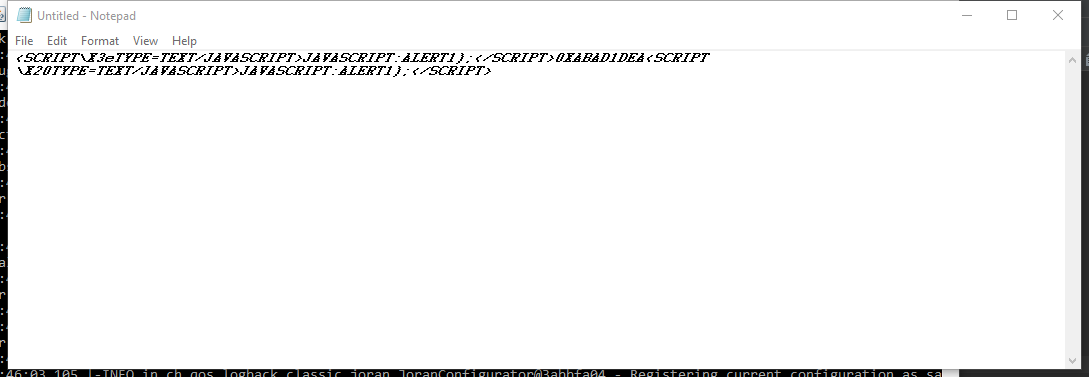 Untitled - Notepad
File Edit Format View Help
<SCRIPT\X3eTYPE=TEXT/JAVASCRIPT>JAVASCRIPT:ALERT1};</SCRIPT>0XABAD1DEA<SCRIPT
\X20TYPE=TEXT/JAVASCRIPT>JAVASCRIPT:ALERT1};</SCRIPT>
:46:03,105 |-INFO in ch.qos.logback.classic.joran.JoranConfigurator@3abbfa04 - Registering current configuration as sa